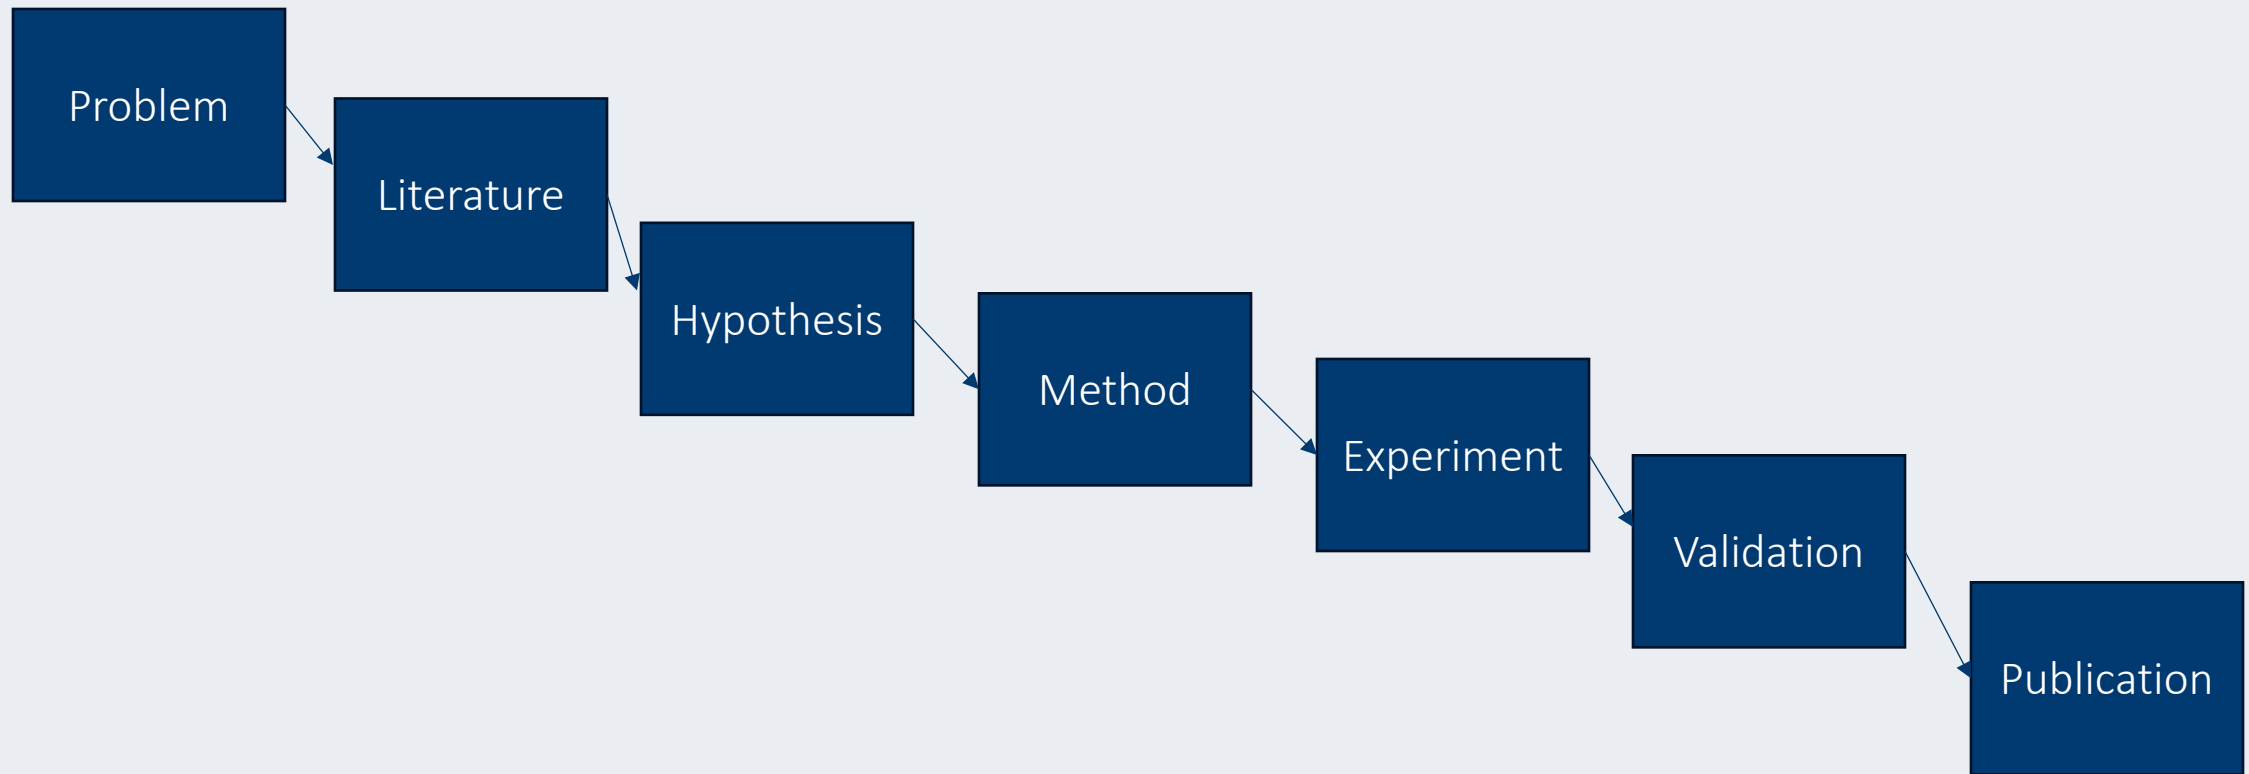 Problem
Literature
Hypothesis
Method
Experiment
Validation
Publication